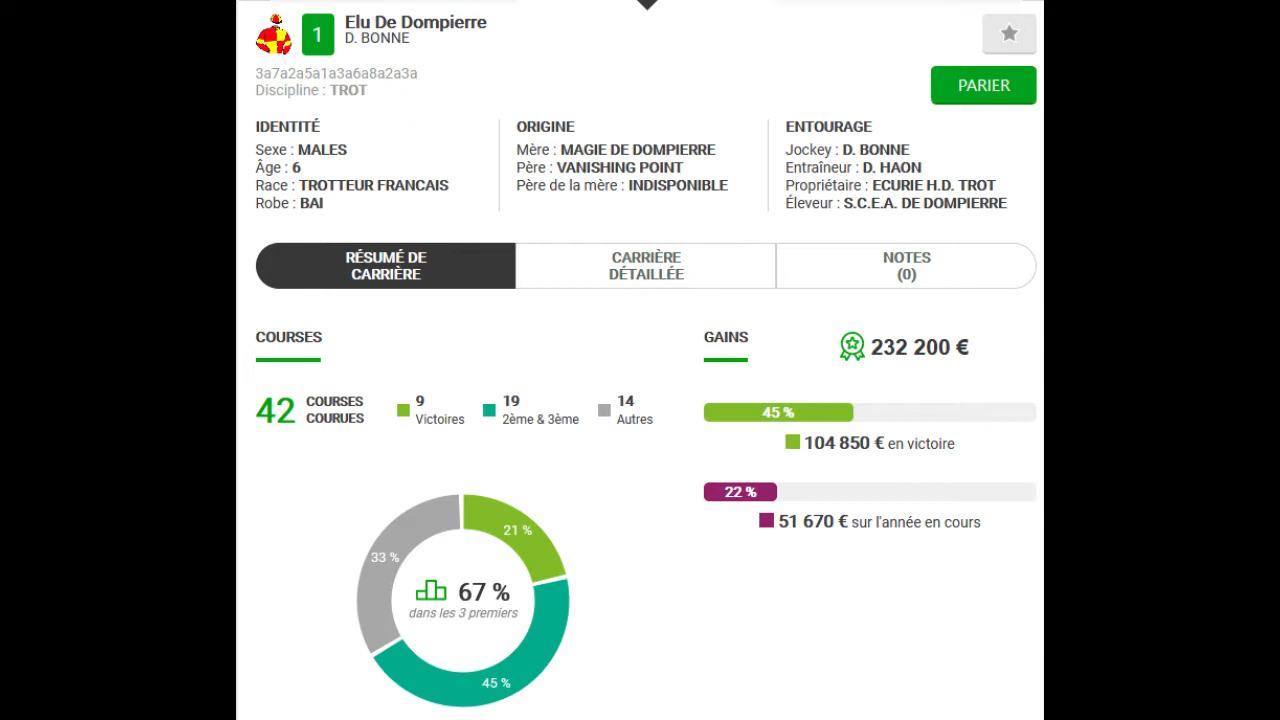 1
Elu De Dompierre
D. BONNE
3a7a2a5a1a3a6a8a2a3a
Discipline : TROT
PARIER
IDENTITÉ
Sexe : MALES
Âge : 6
Race : TROTTEUR FRANCAIS
Robe : BAI
ORIGINE
Mère : MAGIE DE DOMPIERRE
Père : VANISHING POINT
Père de la mère : INDISPONIBLE
ENTOURAGE
Jockey : D. BONNE
Entraîneur : D. HAON
Propriétaire : ECURIE H.D. TROT
Éleveur : S.C.E.A. DE DOMPIERRE
RÉSUMÉ DE
CARRIÈRE
CARRIÈRE
DÉTAILLÉE
NOTES
(0)
COURSES
42 COURSES
COURUES
9
Victoires
19
2ème & 3ème
14
Autres
21 %
33 %
67 %
dans les 3 premiers
45 %
GAINS
232 200 €
45 %
104 850 € en victoire
22 %
51 670 € sur l'année en cours